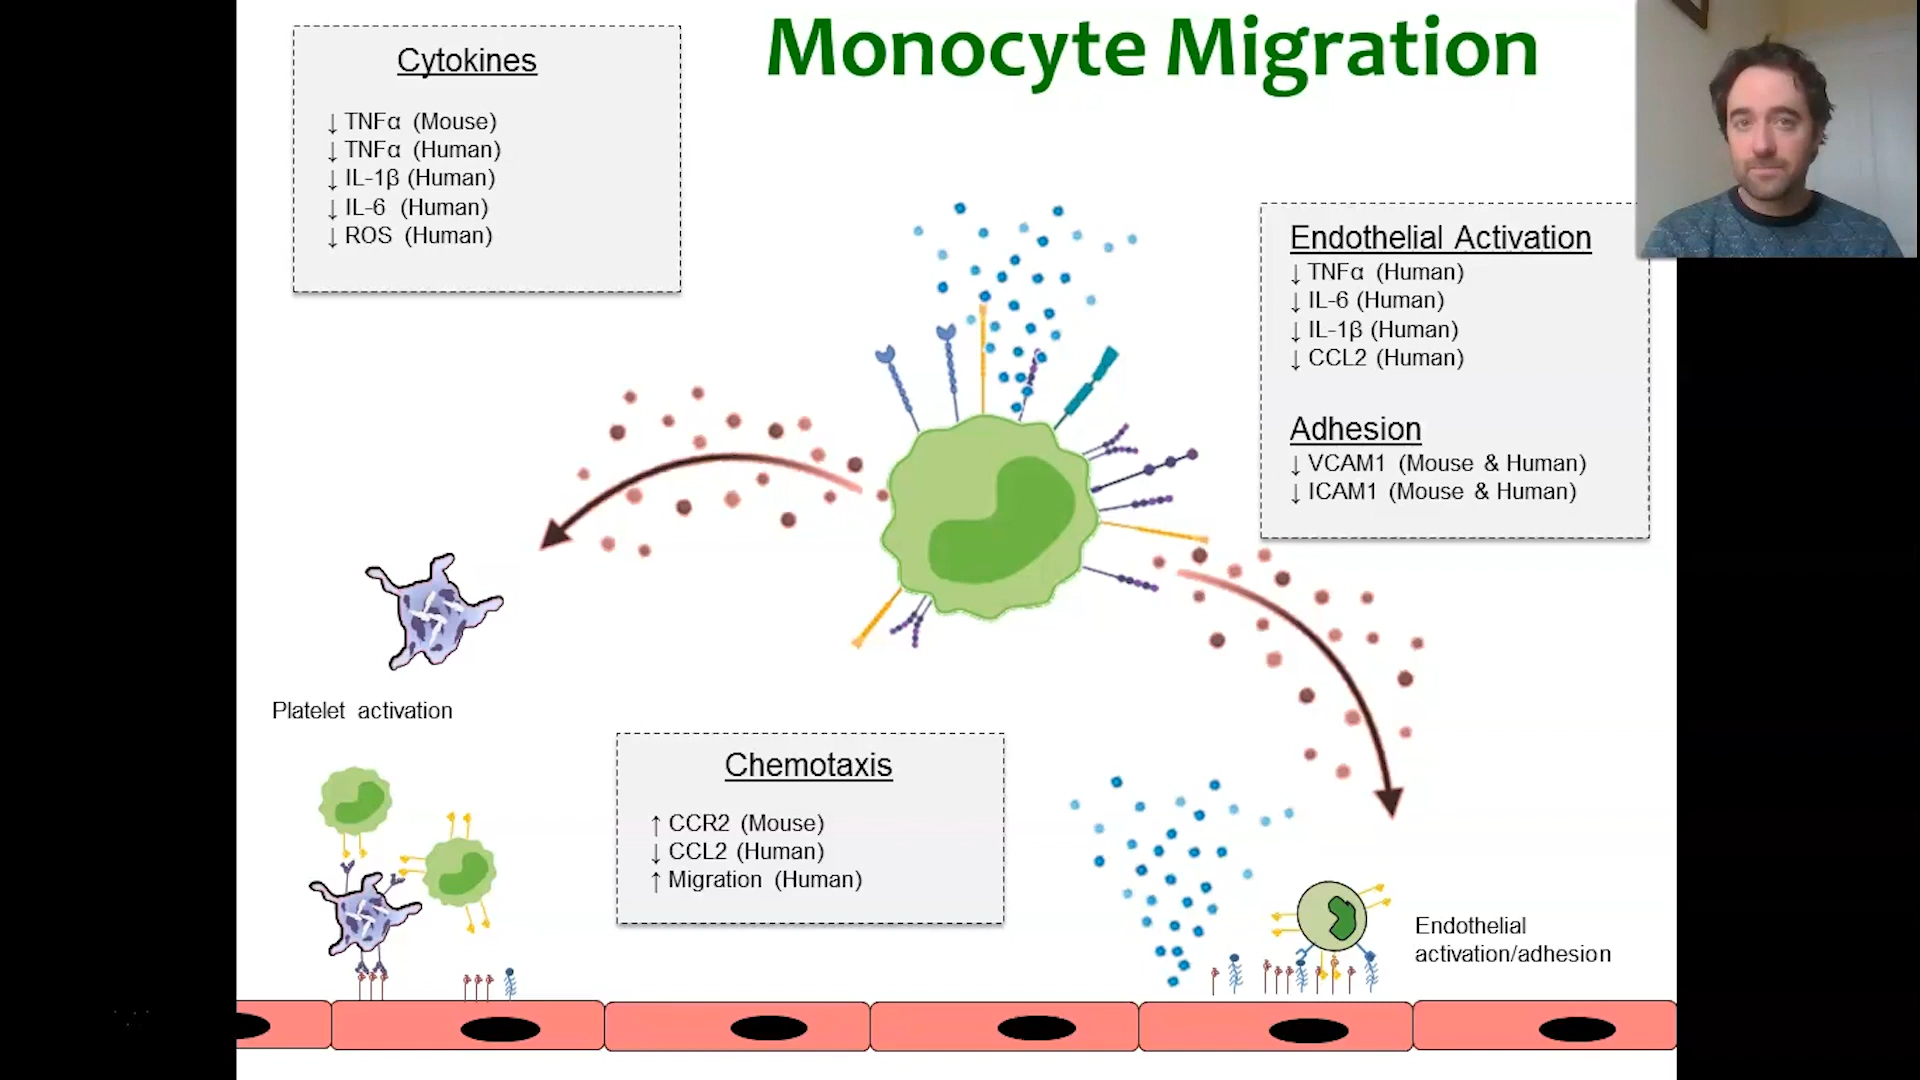 Monocyte Migration
Cytokines
↓ TNFα (Mouse)
↓ TNFα (Human)
↓ IL-1β (Human)
↓ IL-6 (Human)
↓ ROS (Human)
Endothelial Activation
↓ TNFα (Human)
↓ IL-6 (Human)
↓ IL-1β (Human)
↓ CCL2 (Human)
Adhesion
↓ VCAM1 (Mouse & Human)
↓ ICAM1 (Mouse & Human)
Platelet activation
Chemotaxis
↑ CCR2 (Mouse)
↓ CCL2 (Human)
↑ Migration (Human)
Endothelial
activation/adhesion